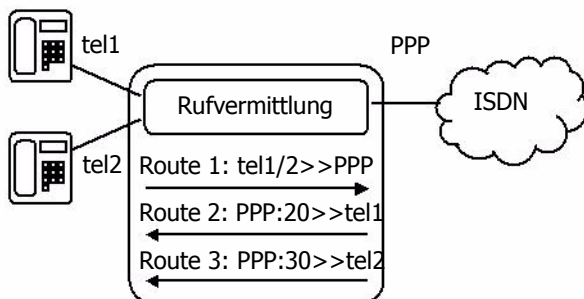 tel1
PPP
Rufvermittlung
ISDN
tel2
Route 1: tel1/2>>PPP
Route 2: PPP:20>>tel1
Route 3: PPP:30>>tel2